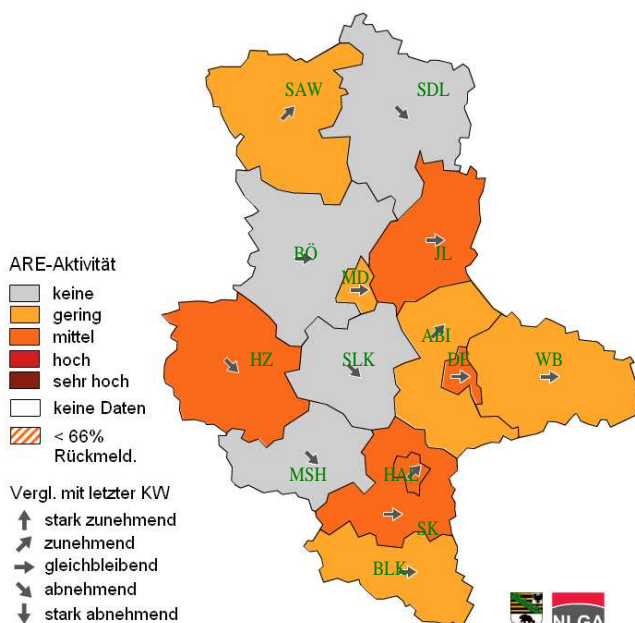 SAW
SDL
BÖ
JL
MD
ABI
HZ
SLK
DE
WB
MSH
HAL
SK
BLK
ARE-Aktivität
keine
gering
mittel
hoch
sehr hoch
keine Daten
< 66%
Rückmeld.
Vergl. mit letzter KW
stark zunehmend
zunehmend
gleichbleibend
abnehmend
stark abnehmend
NLGA